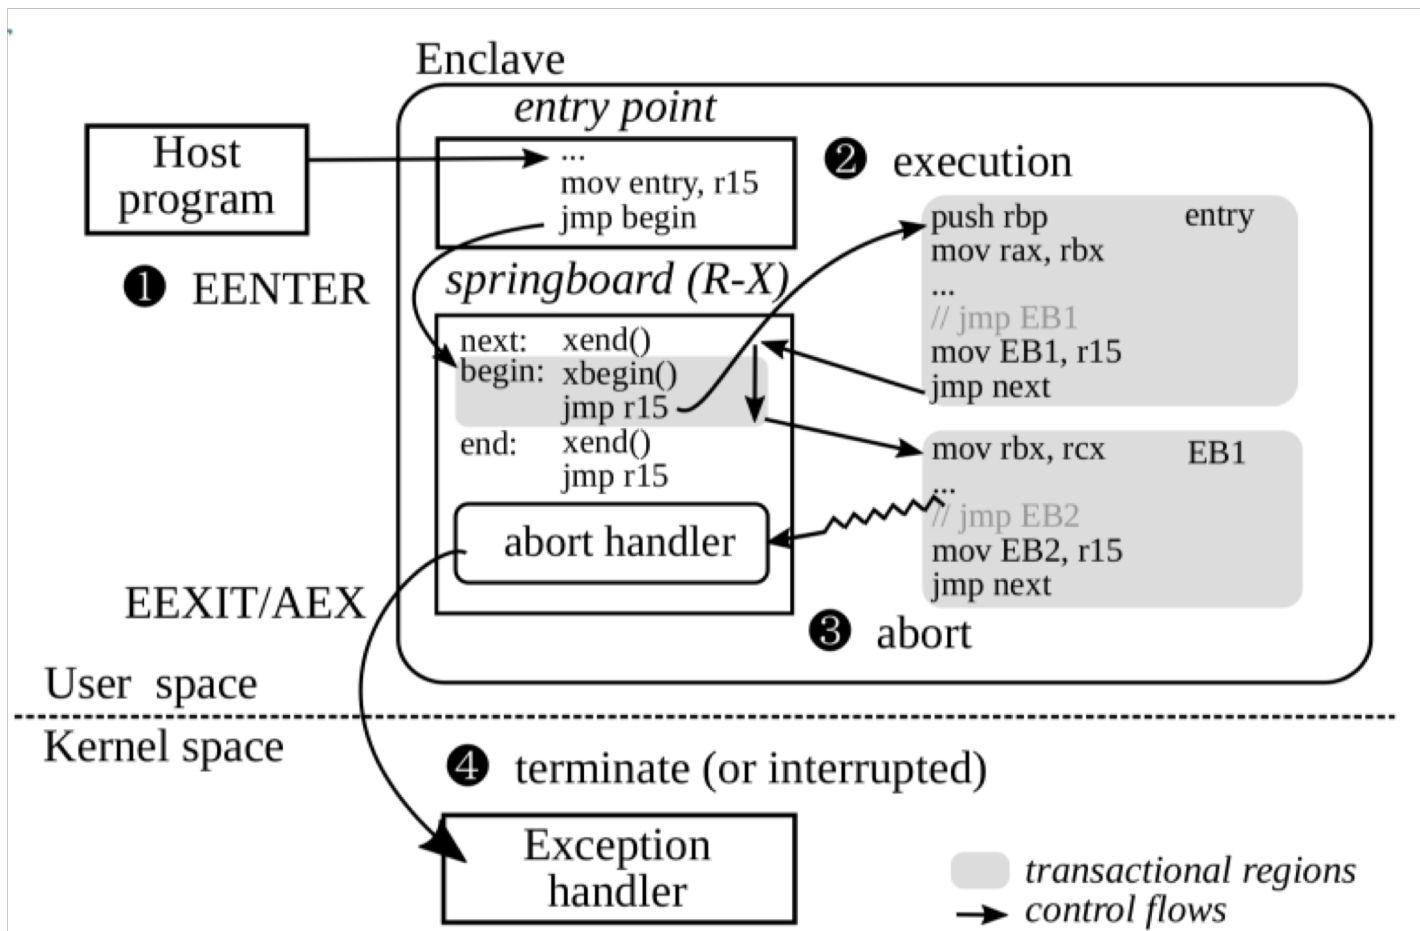 Enclave
entry point
Host
program
...
mov entry, r15
jmp begin
❶ EENTER
springboard (R-X)
next: xend()
begin: xbegin()
jmp r15
end: xend()
jmp r15
abort handler
❷ execution
push rbp entry
mov rax, rbx
...
// jmp EB1
mov EB1, r15
jmp next
mov rbx, rcx EB1
...
// jmp EB2
mov EB2, r15
jmp next
❸ abort
EEXIT/AEX
User space
Kernel space
❹ terminate (or interrupted)
Exception
handler
transactional regions
control flows